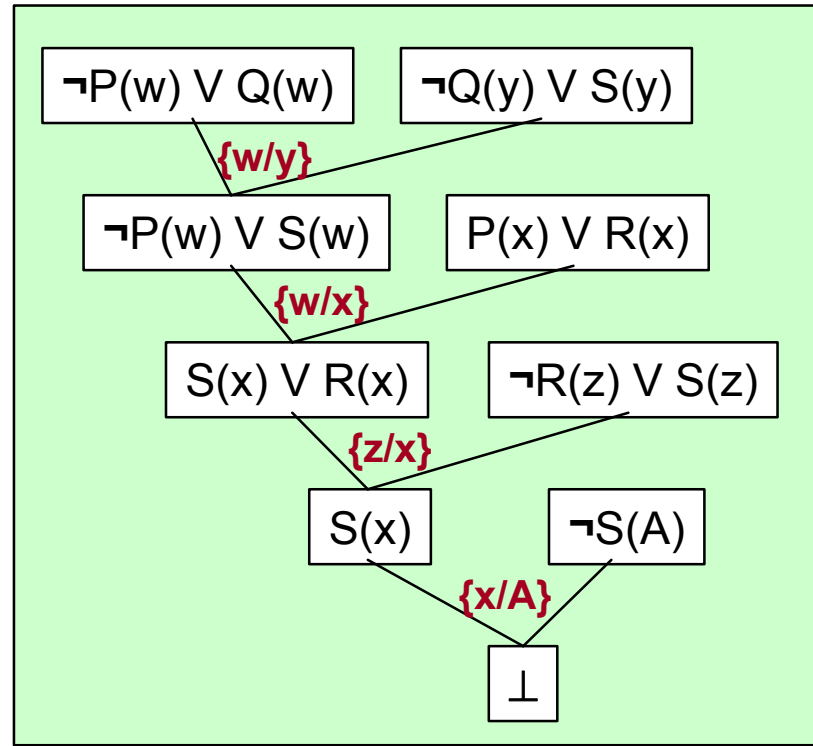 ¬P(w) V Q(w) ¬Q(y) V S(y)
{w/y}
¬P(w) V S(w) P(x) V R(x)
{w/x}
S(x) V R(x) ¬R(z) V S(z)
{z/x}
S(x) ¬S(A)
{x/A}
⊥